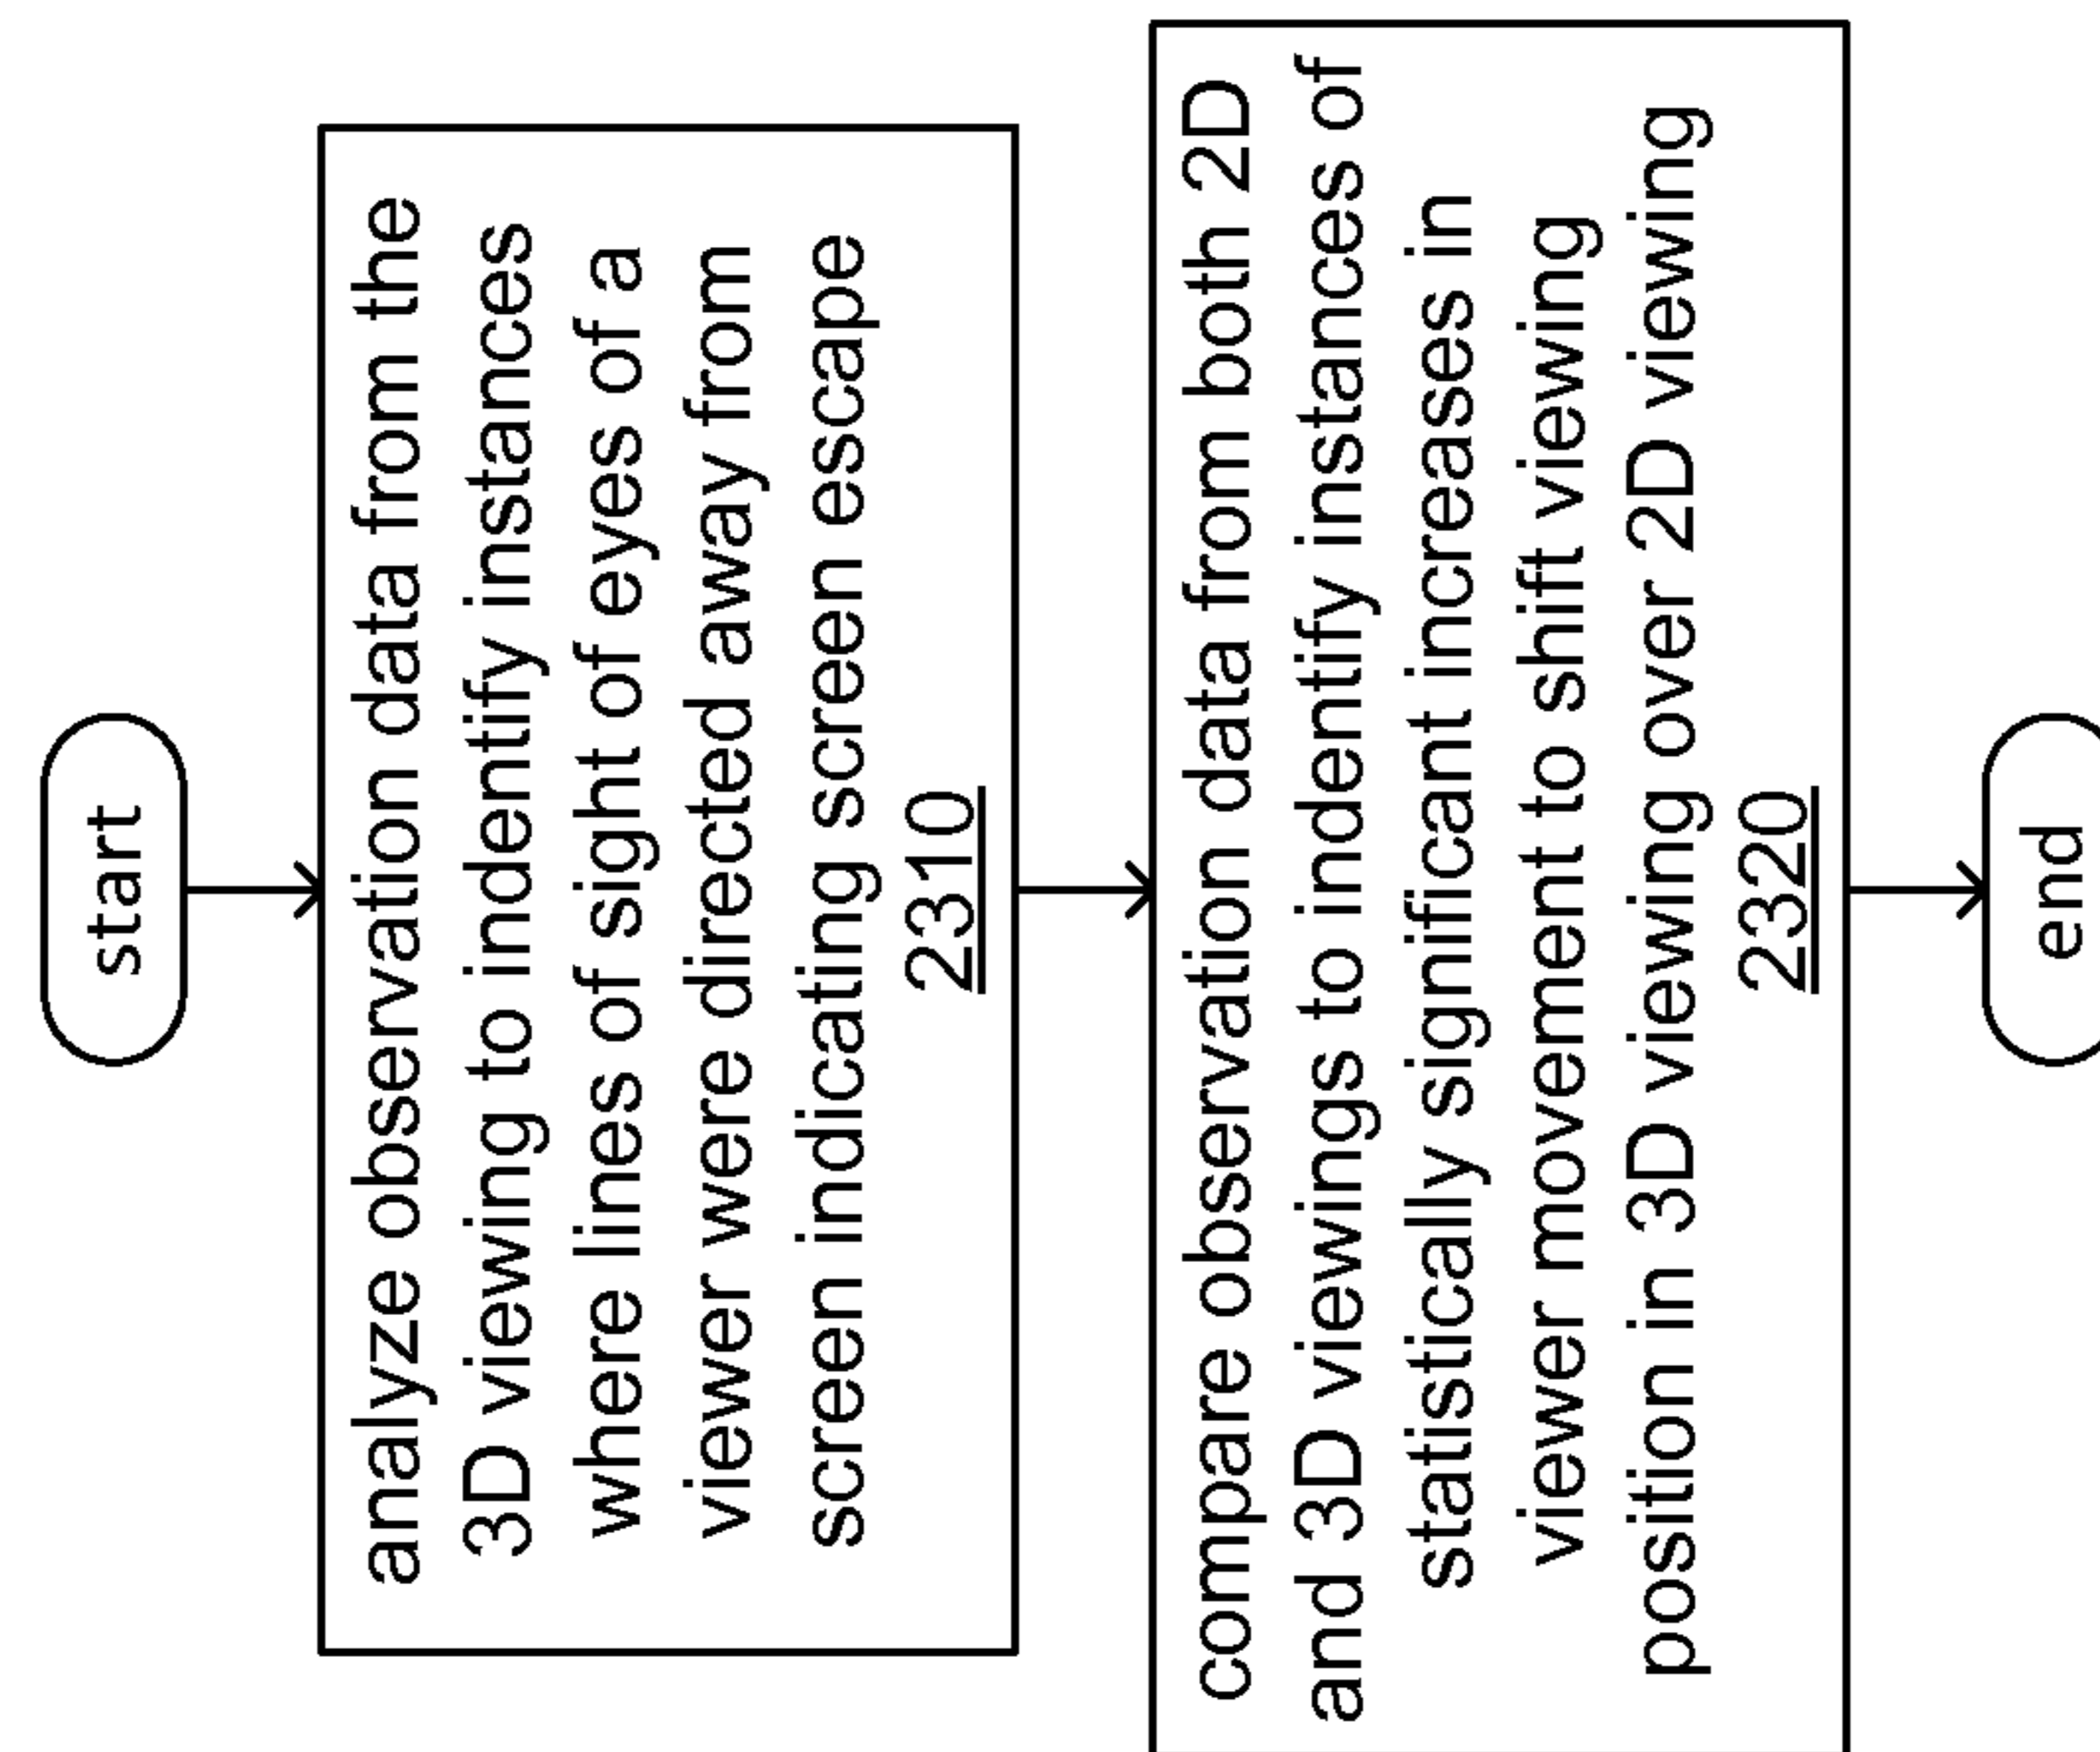 start
analyze observation data from the
3D viewing to indentify instances
where lines of sight of eyes of a
viewer were directed away from
screen indicating screen escape
2310
compare observation data from both 2D
and 3D viewings to indentify instances of
statistically significant increases in
viewer movement to shift viewing
position in 3D viewing over 2D viewing
2320
end